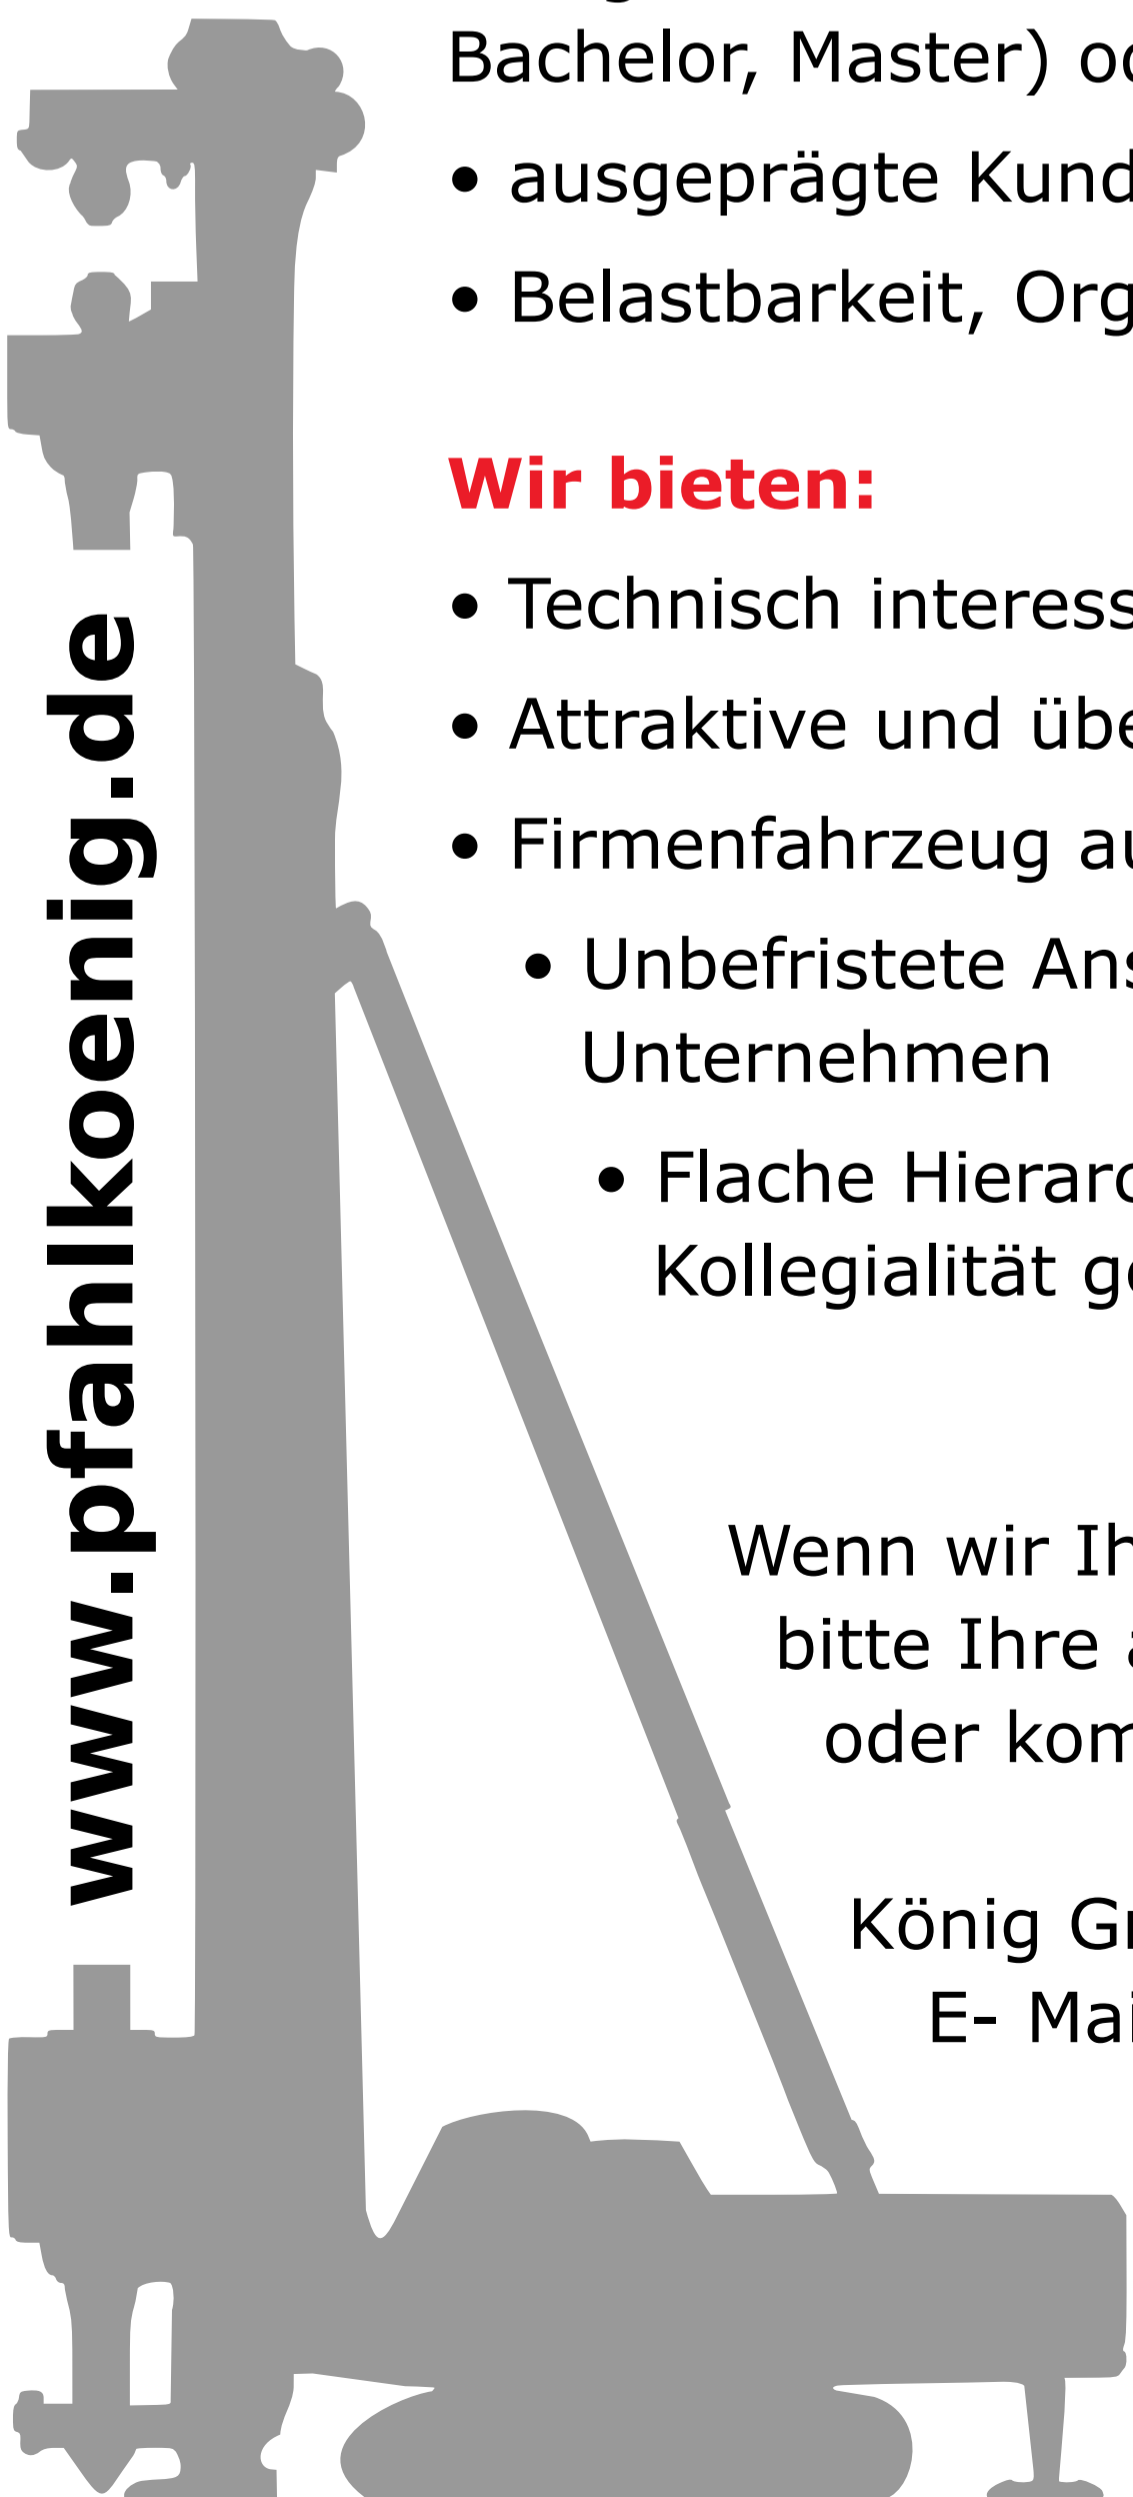 Bachelor, Master) od
• ausgeprägte Kund
• Belastbarkeit, Org
Wir bieten:
• Technisch interess
• Attraktive und übe
• Firmenfahrzeug au
• Unbefristete Ans
Unternehmen
• Flache Hierarc
Kollegialität ge
Wenn wir Ih
bitte Ihre a
oder kom
König Gr
E- Mai
www.pfahlkoenig.de